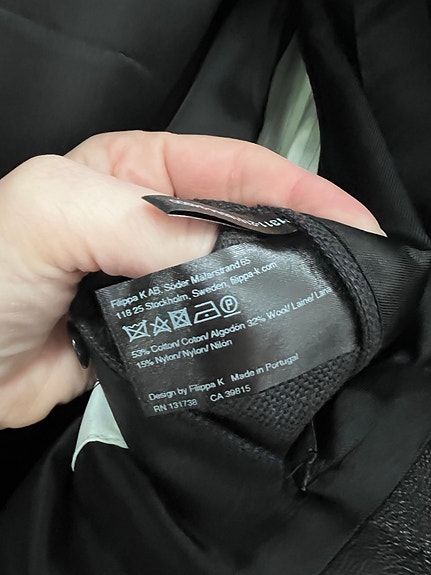 Filippa K AB, Söder Mälarstrand 65
118 25 Stockholm, Sweden, filippa-k.com
53% Cotton/ Coton/ Algodón 32% Wool/ Laine/ Lana
15% Nylon/ Nylon/ Nilón
Design by Filippa K Made in Portugal
RN 131738 CA 39815